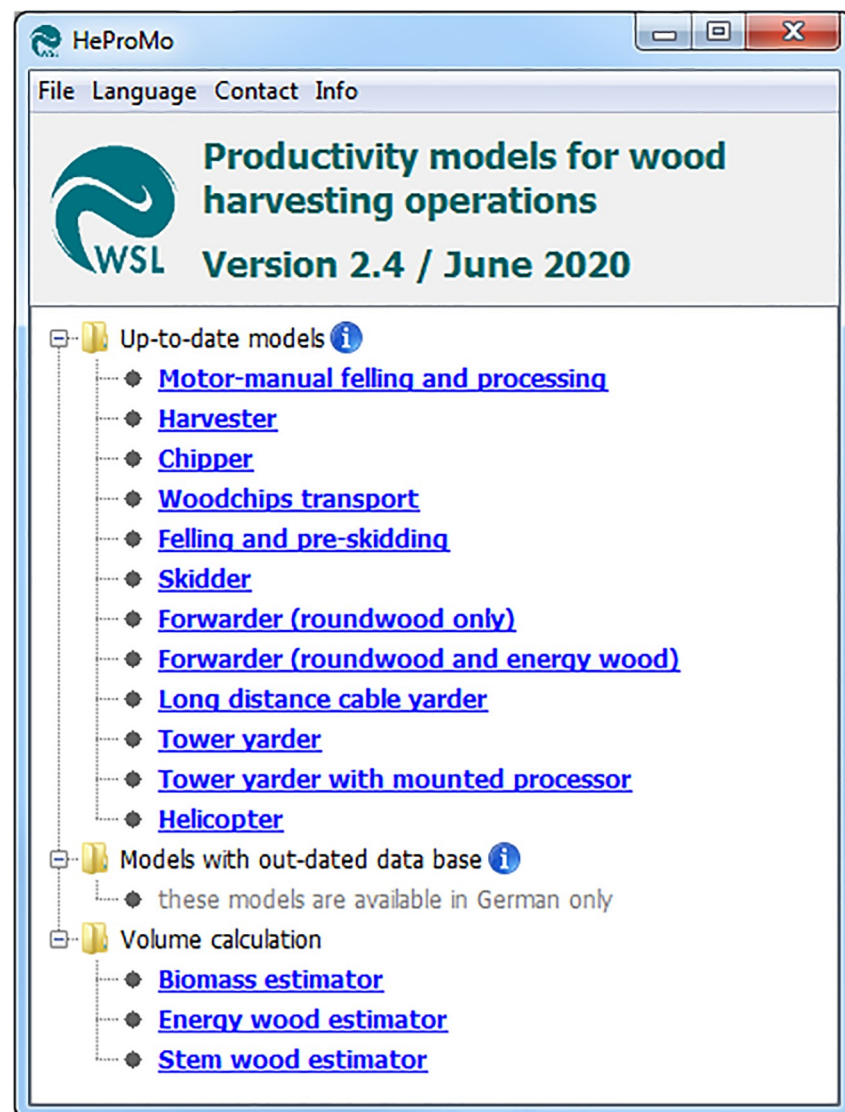 HeProMo
File Language Contact Info
Productivity models for wood
harvesting operations
WSL
Version 2.4 / June 2020
Up-to-date models
Motor-manual felling and processing
Harvester
Chipper
Woodchips transport
Felling and pre-skidding
Skidder
Forwarder (roundwood only)
Forwarder (roundwood and energy wood)
Long distance cable yarder
Tower yarder
Tower yarder with mounted processor
Helicopter
Models with out-dated data base
these models are available in German only
Volume calculation
Biomass estimator
Energy wood estimator
Stem wood estimator